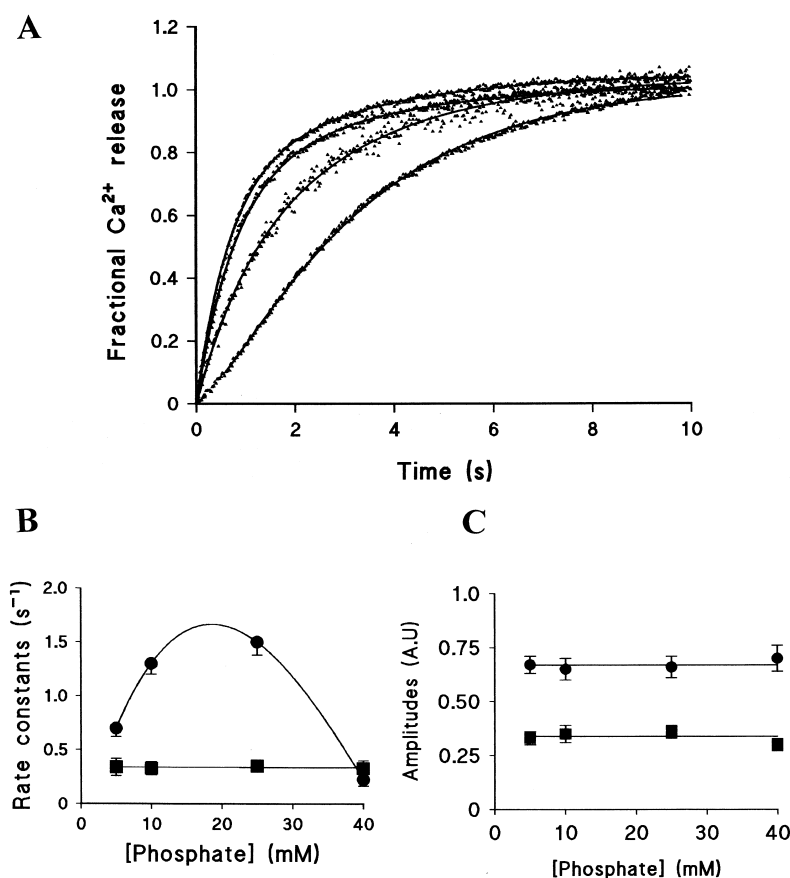 A
Fractional Ca²⁺ release
1.2
1.0
0.8
0.6
0.4
0.2
0
0 2 4 6 8 10
Time (s)
B
Rate constants (s⁻¹)
2.0
1.5
1.0
0.5
0
0 10 20 30 40
[Phosphate] (mM)
C
Amplitudes (A.U)
1.0
0.75
0.50
0.25
0
0 10 20 30 40
[Phosphate] (mM)